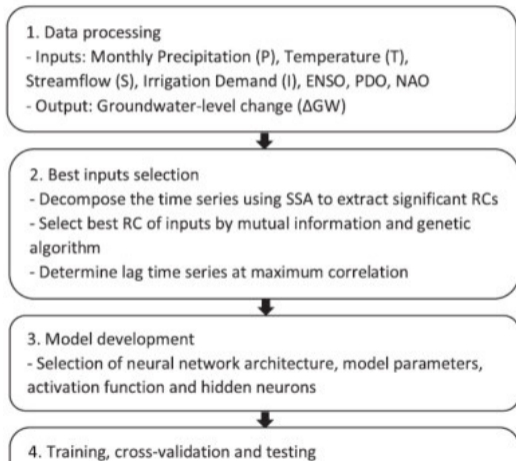 1. Data processing
- Inputs: Monthly Precipitation (P), Temperature (T),
Streamflow (S), Irrigation Demand (I), ENSO, PDO, NAO
- Output: Groundwater-level change (ΔGW)
2. Best inputs selection
- Decompose the time series using SSA to extract significant RCs
- Select best RC of inputs by mutual information and genetic
algorithm
- Determine lag time series at maximum correlation
3. Model development
- Selection of neural network architecture, model parameters,
activation function and hidden neurons
4. Training, cross-validation and testing